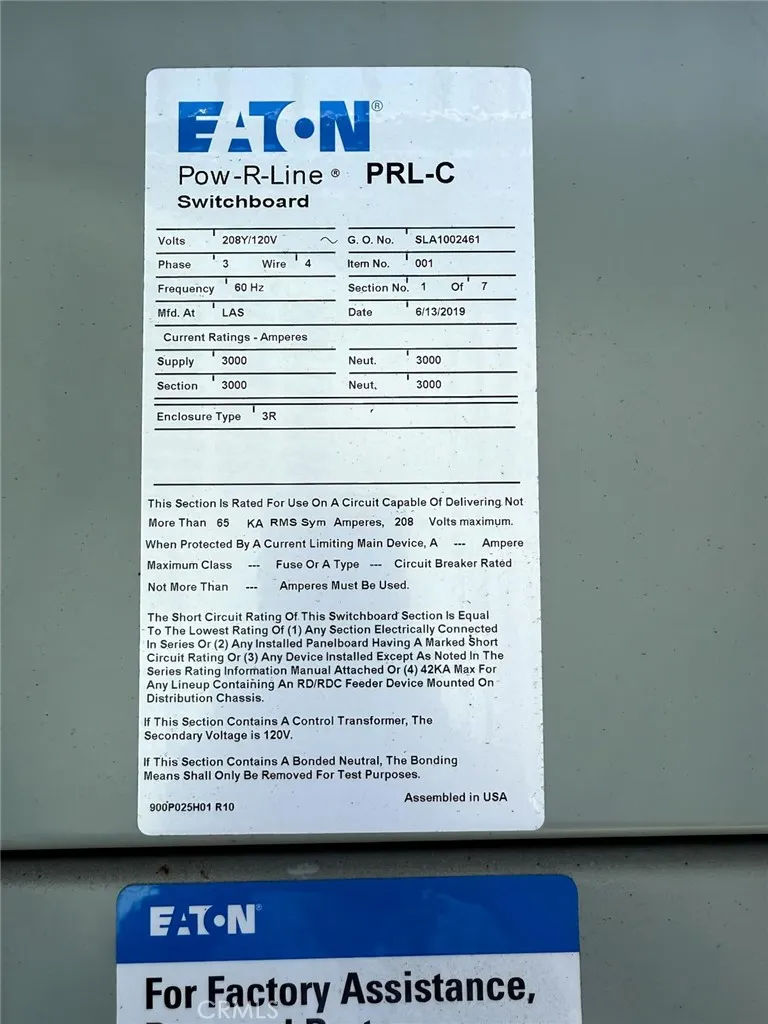 EATON®
Pow-R-Line ® PRL-C
Switchboard
Volts 208Y/120V G. O. No. SLA1002461
Phase 3 Wire 4 Item No. 001
Frequency 60 Hz Section No. 1 Of 7
Mfd. At LAS Date 6/13/2019
Current Ratings - Amperes
Supply 3000 Neut. 3000
Section 3000 Neut. 3000
Enclosure Type 3R
This Section Is Rated For Use On A Circuit Capable Of Delivering Not
More Than 65 KA RMS Sym Amperes, 208 Volts maximum.
When Protected By A Current Limiting Main Device, A --- Ampere
Maximum Class --- Fuse Or A Type --- Circuit Breaker Rated
Not More Than --- Amperes Must Be Used.
The Short Circuit Rating Of This Switchboard Section Is Equal
To The Lowest Rating Of (1) Any Section Electrically Connected
In Series Or (2) Any Installed Panelboard Having A Marked Short
Circuit Rating Or (3) Any Device Installed Except As Noted In The
Series Rating Information Manual Attached Or (4) 42KA Max For
Any Lineup Containing An RD/RDC Feeder Device Mounted On
Distribution Chassis.
If This Section Contains A Control Transformer, The
Secondary Voltage is 120V.
If This Section Contains A Bonded Neutral, The Bonding
Means Shall Only Be Removed For Test Purposes.
900P025H01 R10 Assembled in USA
EATON®
For Factory Assistance,
CRMLS